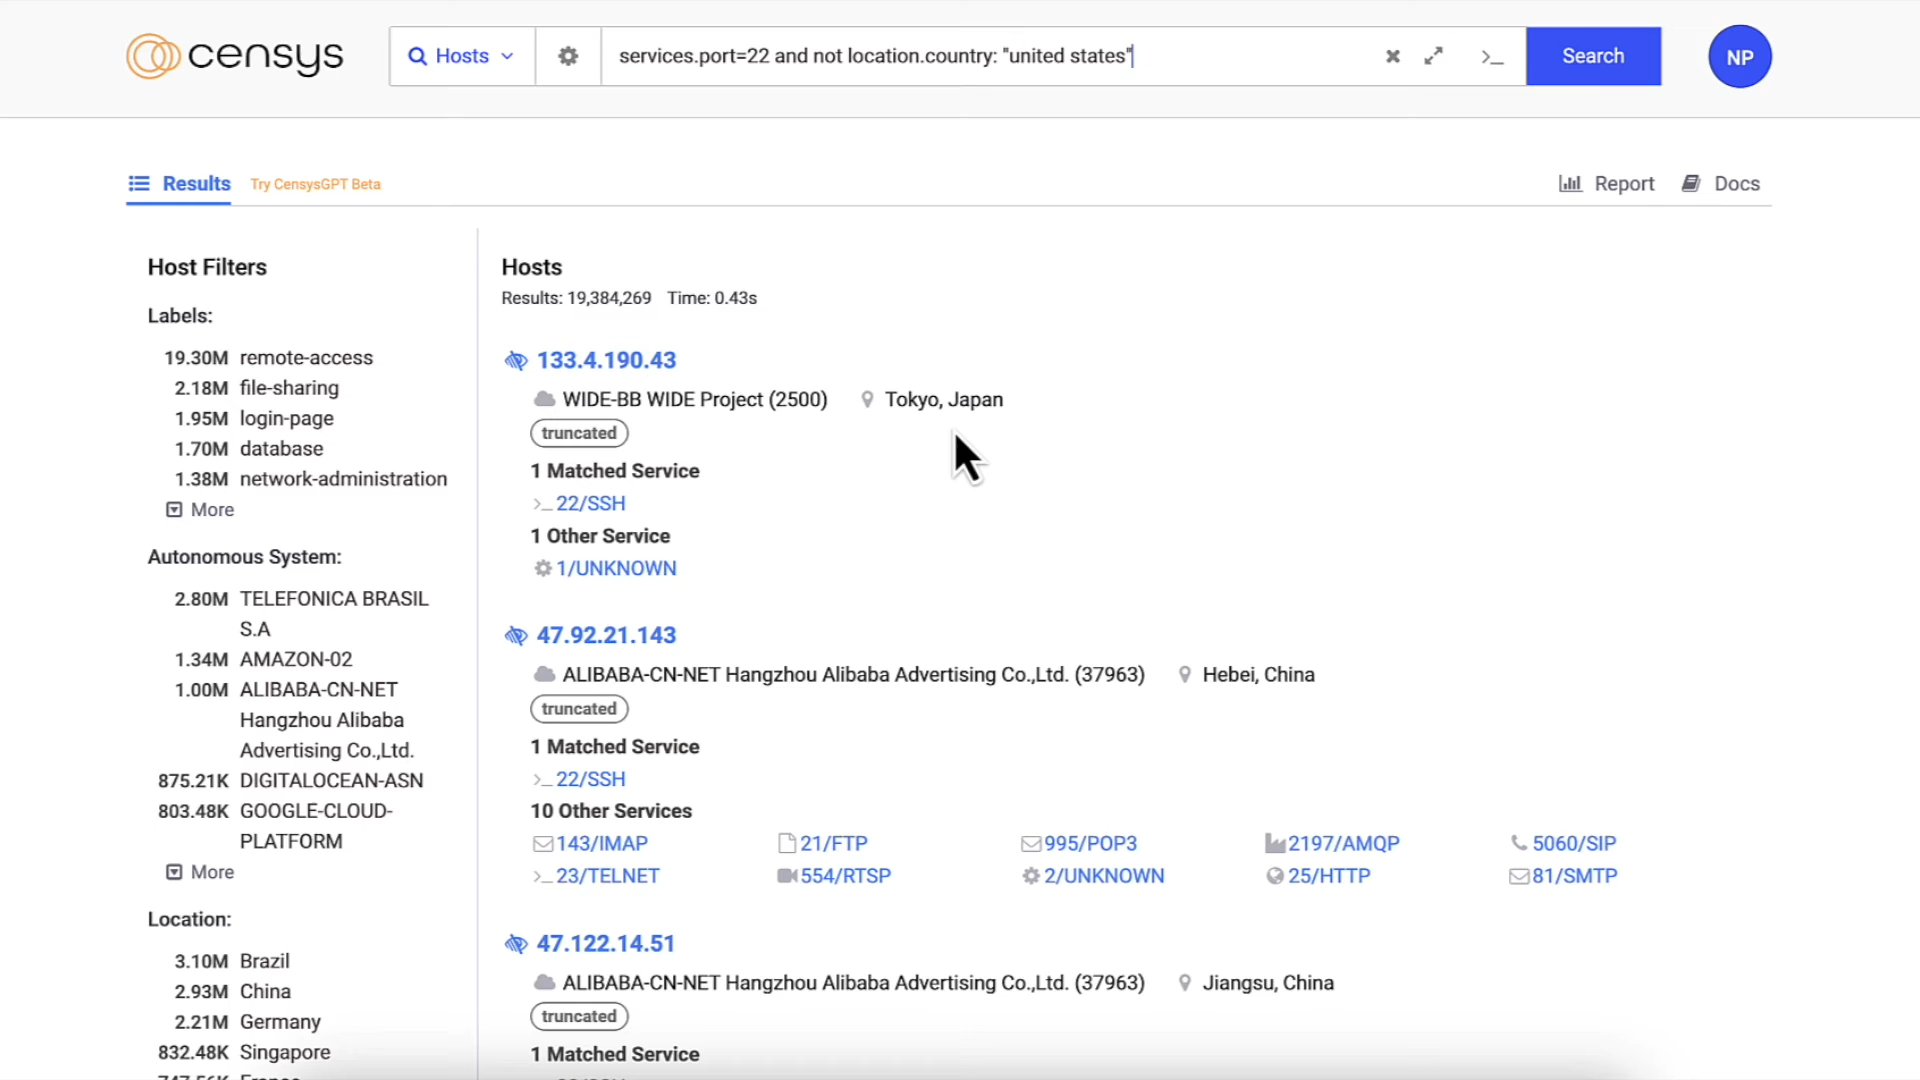 censys
Hosts
services.port=22 and not location.country: "united states"
Search
NP
Results
Try CensysGPT Beta
Report
Docs
Host Filters
Labels:
19.30M remote-access
2.18M file-sharing
1.95M login-page
1.70M database
1.38M network-administration
More
Autonomous System:
2.80M TELEFONICA BRASIL
S.A
1.34M AMAZON-02
1.00M ALIBABA-CN-NET
Hangzhou Alibaba
Advertising Co.,Ltd.
875.21K DIGITALOCEAN-ASN
803.48K GOOGLE-CLOUD-
PLATFORM
More
Location:
3.10M Brazil
2.93M China
2.21M Germany
832.48K Singapore
Hosts
Results: 19,384,269 Time: 0.43s
133.4.190.43
WIDE-BB WIDE Project (2500) Tokyo, Japan
truncated
1 Matched Service
22/SSH
1 Other Service
1/UNKNOWN
47.92.21.143
ALIBABA-CN-NET Hangzhou Alibaba Advertising Co.,Ltd. (37963) Hebei, China
truncated
1 Matched Service
22/SSH
10 Other Services
143/IMAP 21/FTP 995/POP3 2197/AMQP 5060/SIP
23/TELNET 554/RTSP 2/UNKNOWN 25/HTTP 81/SMTP
47.122.14.51
ALIBABA-CN-NET Hangzhou Alibaba Advertising Co.,Ltd. (37963) Jiangsu, China
truncated
1 Matched Service